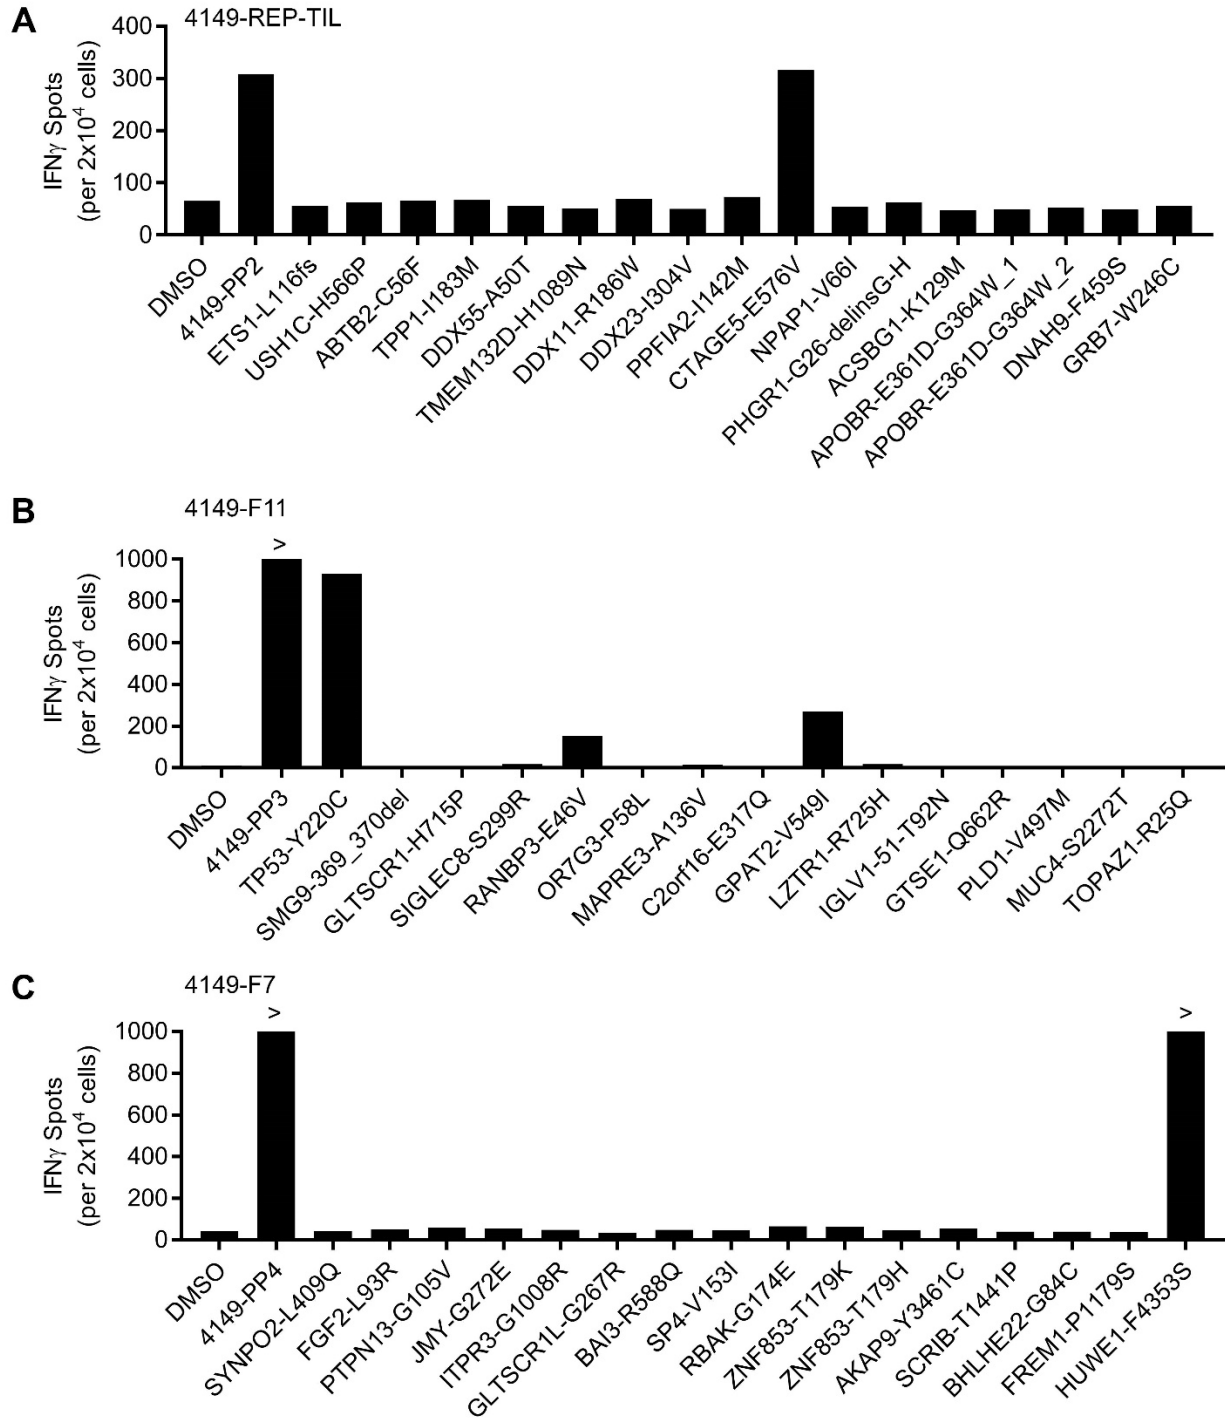 A
4149-REP-TIL
IFNγ Spots
(per 2x10⁴ cells)
400
300
200
100
0
DMSO
4149-PP2
ETS1-L116fs
USH1C-H566P
ABTB2-C56F
TPP1-I183M
DDX55-A50T
TMEM132D-H1089N
DDX11-R186W
DDX23-I304V
PPFIA2-I142M
CTAGE5-E576V
NPAP1-V66I
PHGR1-G26-delinsG-H
ACSBG1-K129M
APOBR-E361D-G364W_1
APOBR-E361D-G364W_2
DNAH9-F459S
GRB7-W246C
B
4149-F11
IFNγ Spots
(per 2x10⁴ cells)
1000
800
600
400
200
0
>
DMSO
4149-PP3
TP53-Y220C
SMG9-369_370del
GLTSCR1-H715P
SIGLEC8-S299R
RANBP3-E46V
OR7G3-P58L
MAPRE3-A136V
C2orf16-E317Q
GPAT2-V549I
LZTR1-R725H
IGLV1-51-T92N
GTSE1-Q662R
PLD1-V497M
MUC4-S2272T
TOPAZ1-R25Q
C
4149-F7
IFNγ Spots
(per 2x10⁴ cells)
1000
800
600
400
200
0
>
>
DMSO
4149-PP4
SYNPO2-L409Q
FGF2-L93R
PTPN13-G105V
JMY-G272E
ITPR3-G1008R
GLTSCR1L-G267R
BAI3-R588Q
SP4-V153I
RBAK-G174E
ZNF853-T179K
ZNF853-T179H
AKAP9-Y3461C
SCRIB-T1441P
BHLHE22-G84C
FREM1-P1179S
HUWE1-F4353S